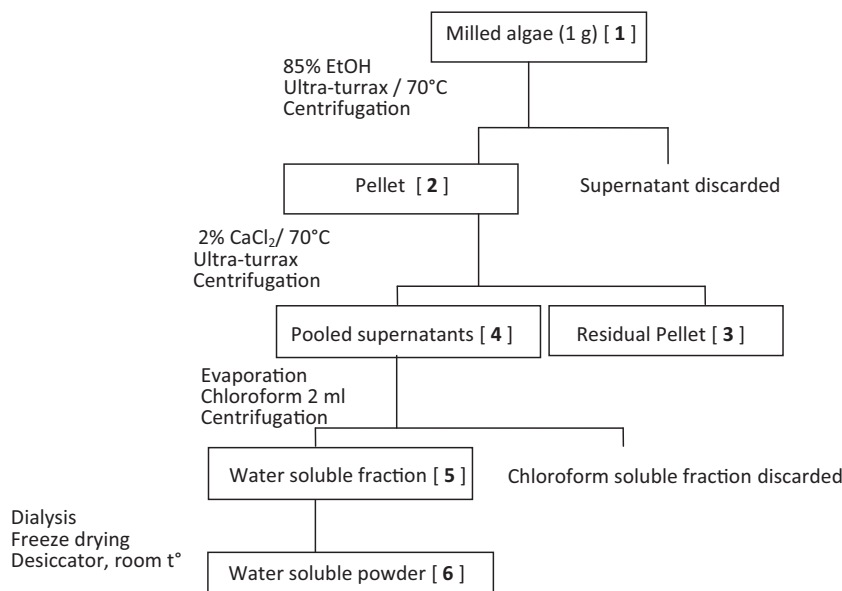 Milled algae (1 g) [ 1 ]
85% EtOH
Ultra-turrax / 70°C
Centrifugation
Pellet [ 2 ]
Supernatant discarded
2% CaCl₂/ 70°C
Ultra-turrax
Centrifugation
Pooled supernatants [ 4 ]
Residual Pellet [ 3 ]
Evaporation
Chloroform 2 ml
Centrifugation
Water soluble fraction [ 5 ]
Chloroform soluble fraction discarded
Dialysis
Freeze drying
Desiccator, room t°
Water soluble powder [ 6 ]